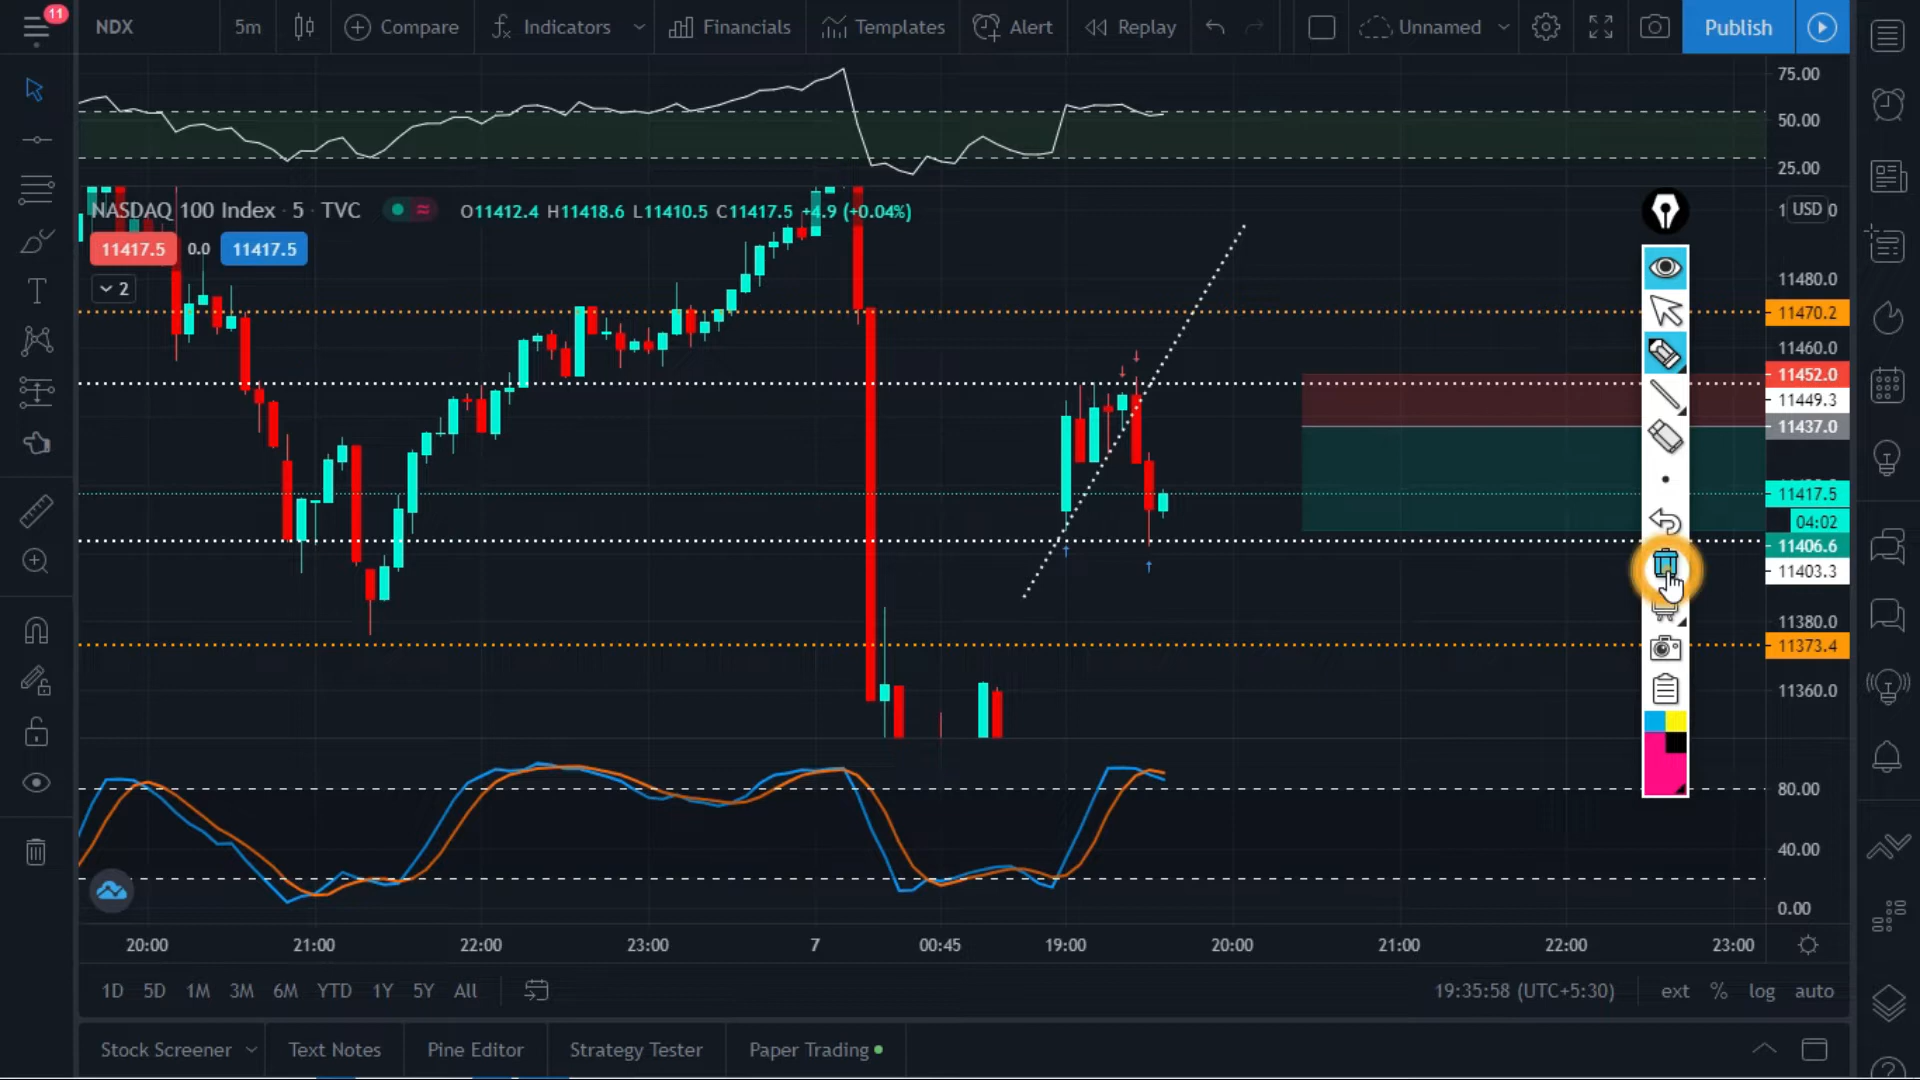 11
NDX
5m
Compare
Indicators
Financials
Templates
Alert
Replay
Unnamed
Publish
75.00
50.00
25.00
NASDAQ 100 Index · 5 TVC
O11412.4 H11418.6 L11410.5 C11417.5 +4.9 (+0.04%)
USD
11417.5
0.0
11417.5
2
11480.0
11470.2
11460.0
11452.0
11449.3
11437.0
11417.5
04:02
11406.6
11403.3
11380.0
11373.4
11360.0
80.00
40.00
0.00
20:00
21:00
22:00
23:00
7
00:45
19:00
20:00
21:00
22:00
23:00
1D
5D
1M
3M
6M
YTD
1Y
5Y
All
19:35:58 (UTC+5:30)
ext
%
log
auto
Stock Screener
Text Notes
Pine Editor
Strategy Tester
Paper Trading